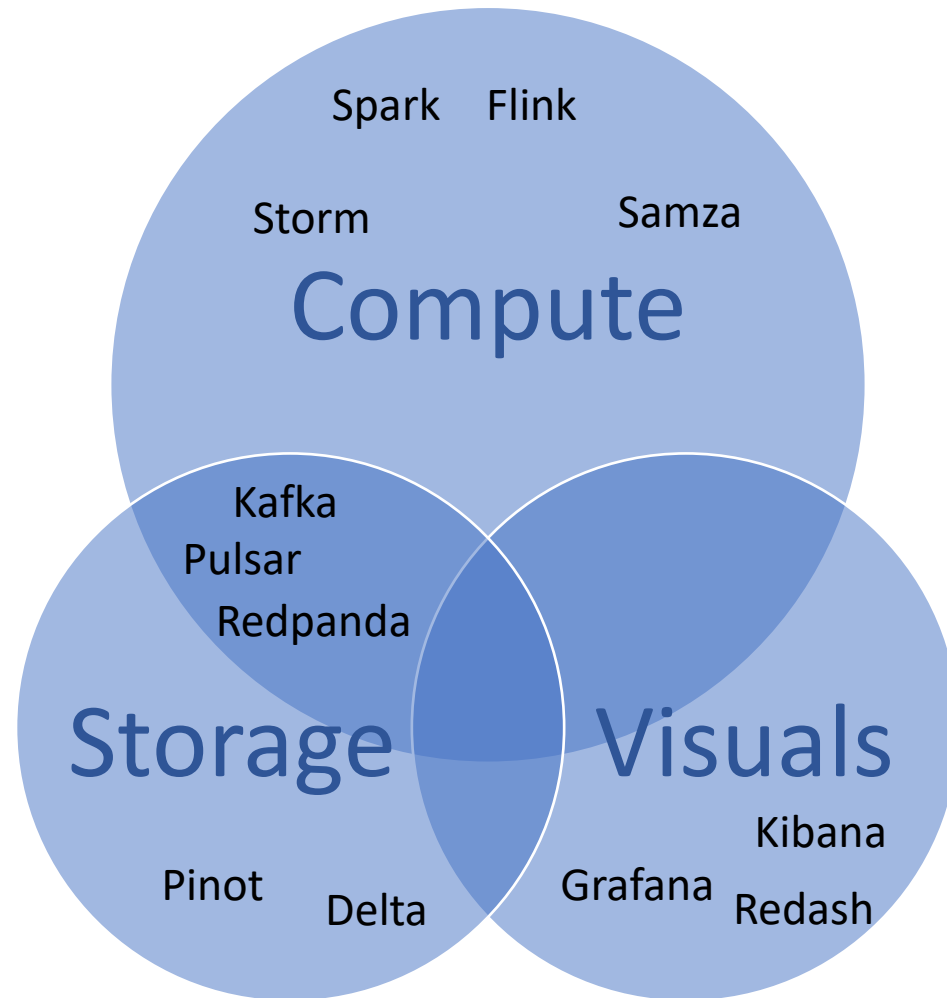 Spark Flink
Storm Samza
Compute
Kafka
Pulsar
Redpanda
Storage Visuals
Kibana
Pinot Grafana
Delta Redash